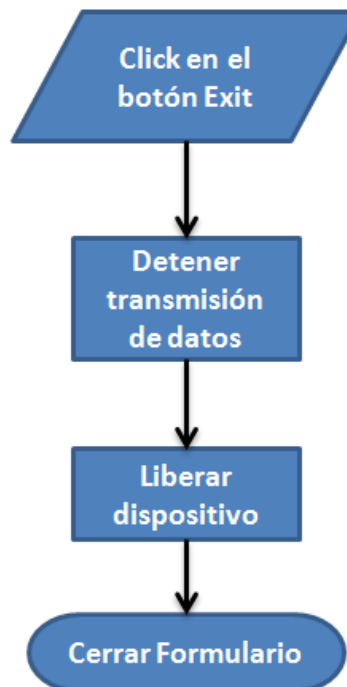 Click en el
botón Exit
Detener
transmisión
de datos
Liberar
dispositivo
Cerrar Formulario